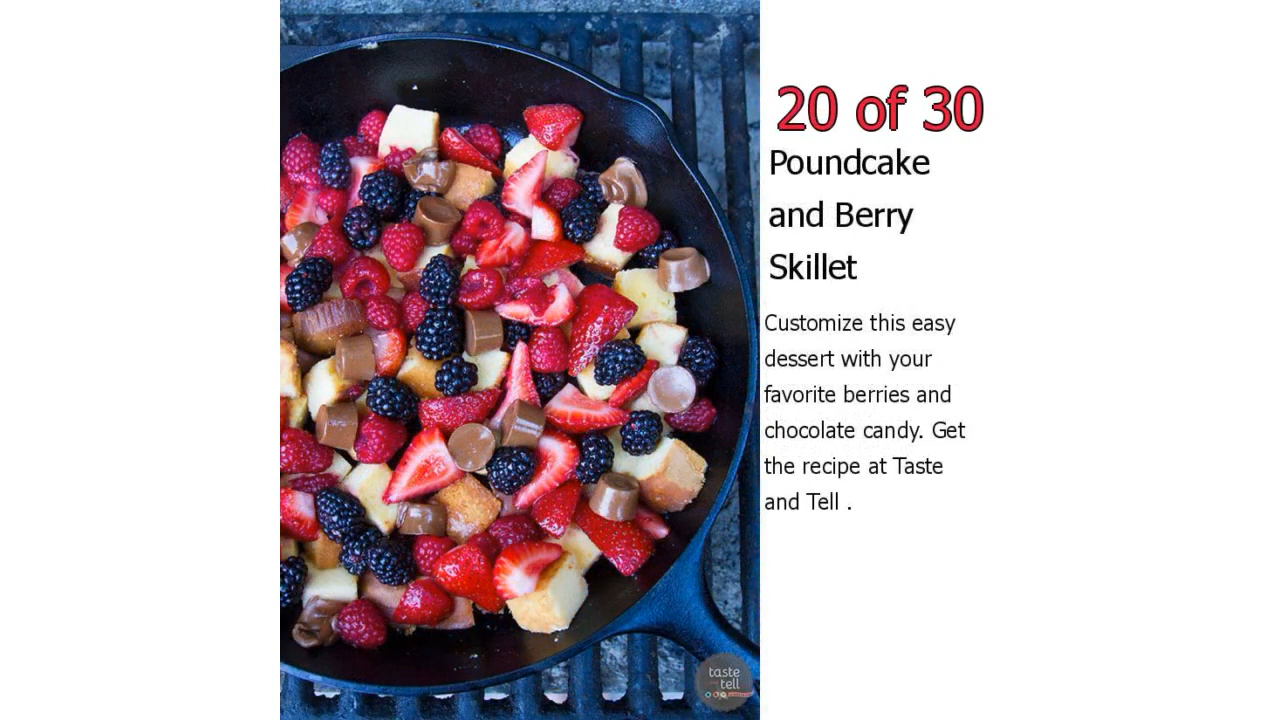 20 of 30
Poundcake
and Berry
Skillet
Customize this easy
dessert with your
favorite berries and
chocolate candy. Get
the recipe at Taste
and Tell .
taste
tell